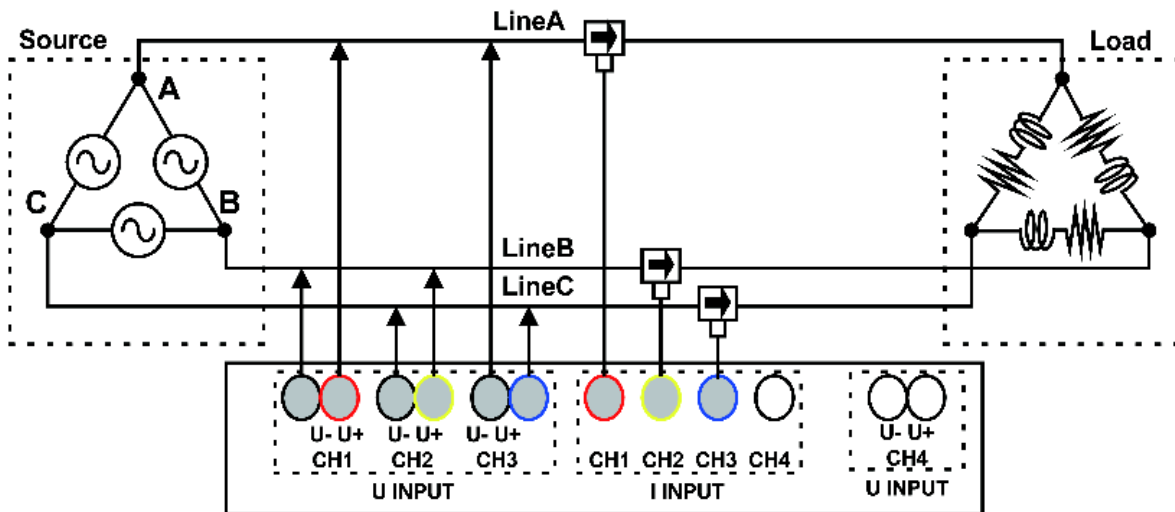 LineA
Source
Load
A
C
B
LineB
LineC
U- U+ U- U+ U- U+
CH1 CH2 CH3
CH1 CH2 CH3 CH4
U- U+
CH4
U INPUT
I INPUT
U INPUT